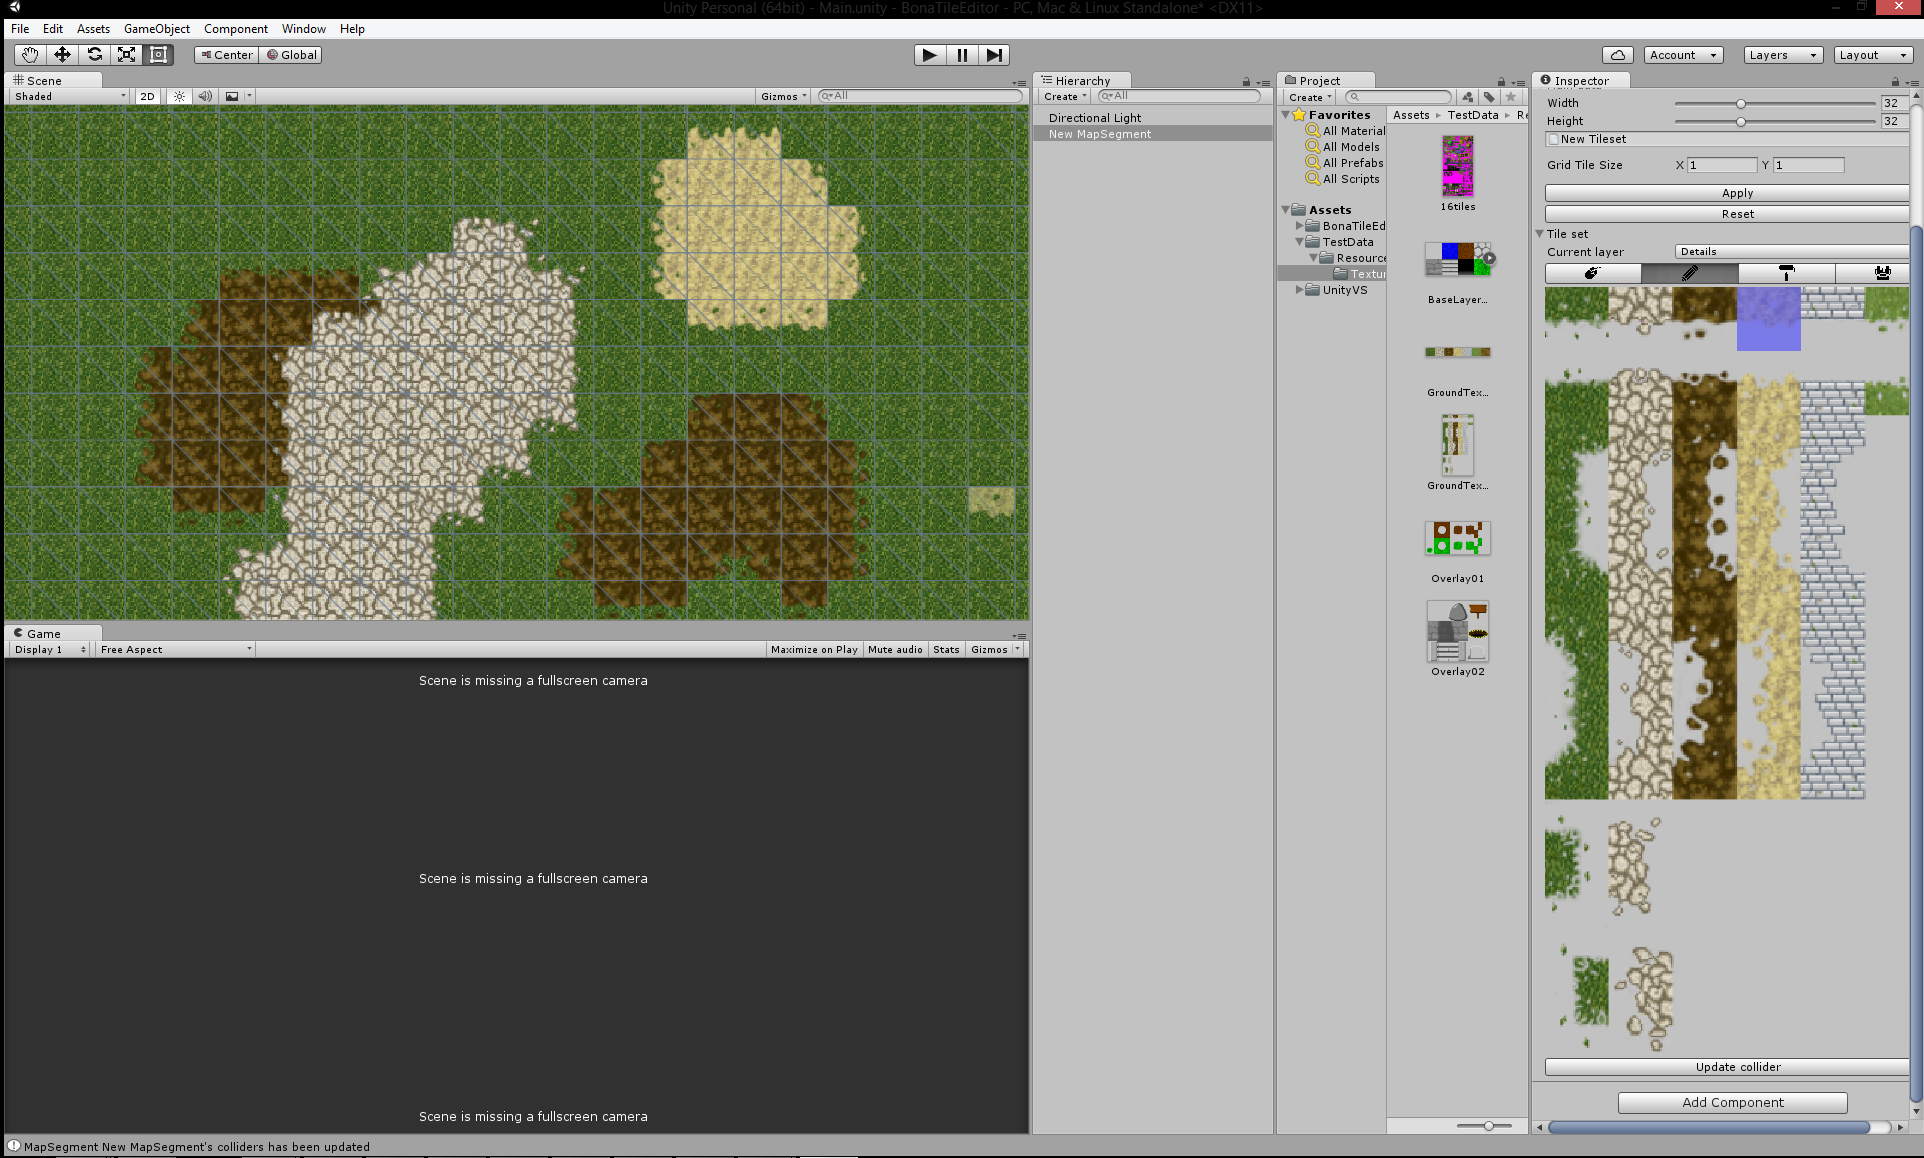 Unity Personal (64bit) - Main.unity - BonaTileEditor - PC, Mac & Linux Standalone* <DX11>
File Edit Assets GameObject Component Window Help
Center Global Account Layers Layout
Scene
Shaded 2D Gizmos All
Hierarchy
Create All
Directional Light
New MapSegment
Project
Create
Favorites
All Material
All Models
All Prefabs
All Scripts
Assets
BonaTileEd
TestData
Resource
Textur
UnityVS
Assets TestData Re
16tiles
BaseLayer...
GroundTex...
GroundTex...
Overlay01
Overlay02
Inspector
Width 32
Height 32
New Tileset
Grid Tile Size X 1 Y 1
Apply
Reset
Tile set
Current layer Details
Update collider
Add Component
Game
Display 1 Free Aspect Maximize on Play Mute audio Stats Gizmos
Scene is missing a fullscreen camera
Scene is missing a fullscreen camera
Scene is missing a fullscreen camera
MapSegment New MapSegment's colliders has been updated